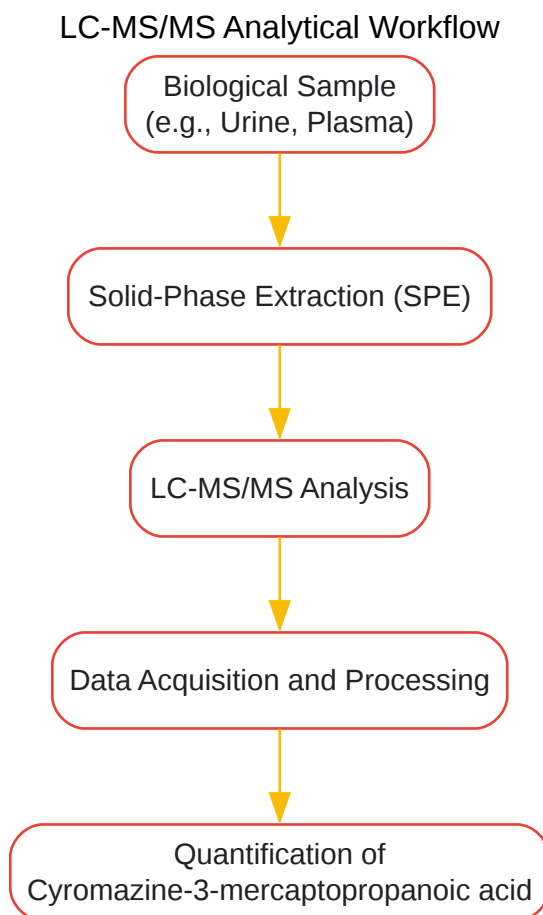 LC-MS/MS Analytical Workflow
Biological Sample
(e.g., Urine, Plasma)
Solid-Phase Extraction (SPE)
LC-MS/MS Analysis
Data Acquisition and Processing
Quantification of
Cyromazine-3-mercaptopropanoic acid